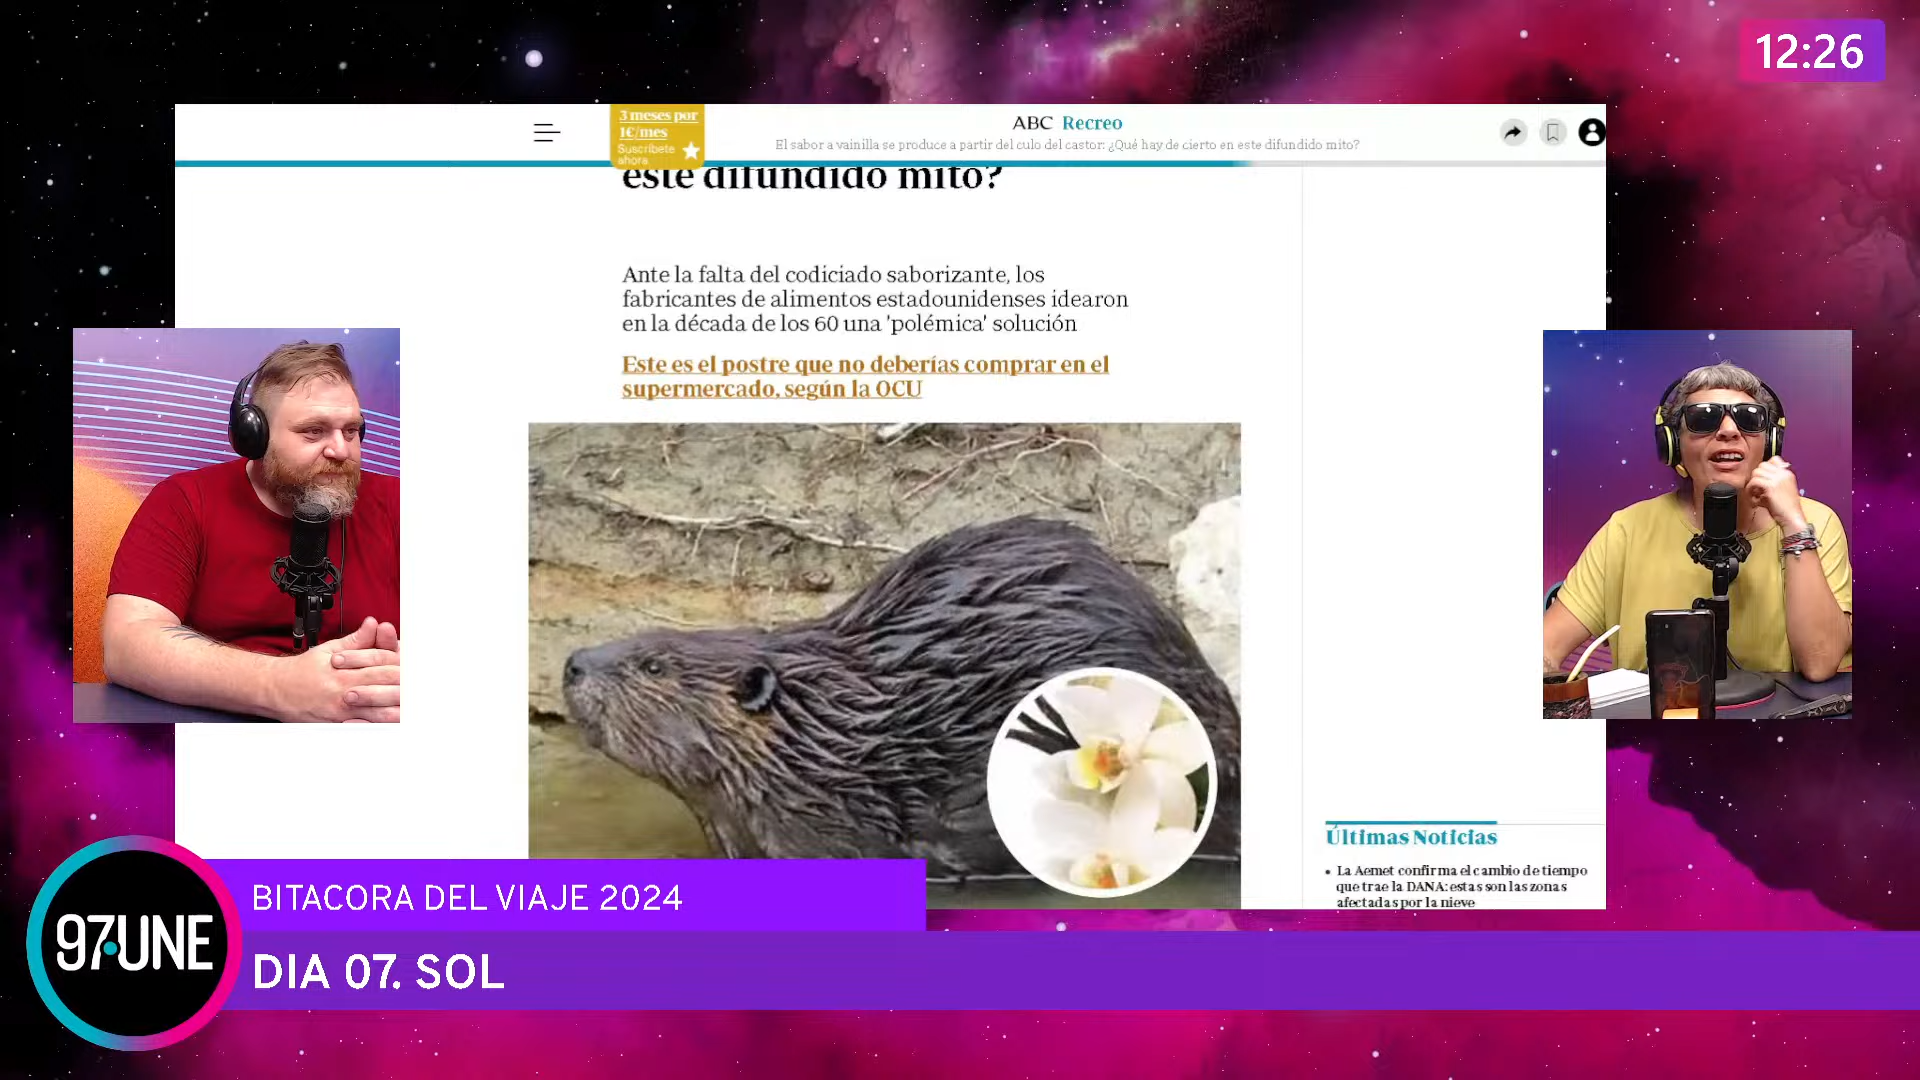 12:26
3 meses por
1€/mes
Suscríbete
ahora
ABC Recreo
El sabor a vainilla se produce a partir del culo del castor: ¿Qué hay de cierto en este difundido mito?
este difundido mito?
Ante la falta del codiciado saborizante, los
fabricantes de alimentos estadounidenses idearon
en la década de los 60 una 'polémica' solución
Este es el postre que no deberías comprar en el
supermercado, según la OCU
Últimas Noticias
• La Aemet confirma el cambio de tiempo
que trae la DANA: estas son las zonas
afectadas por la nieve
BITACORA DEL VIAJE 2024
97.UNE
DIA 07. SOL